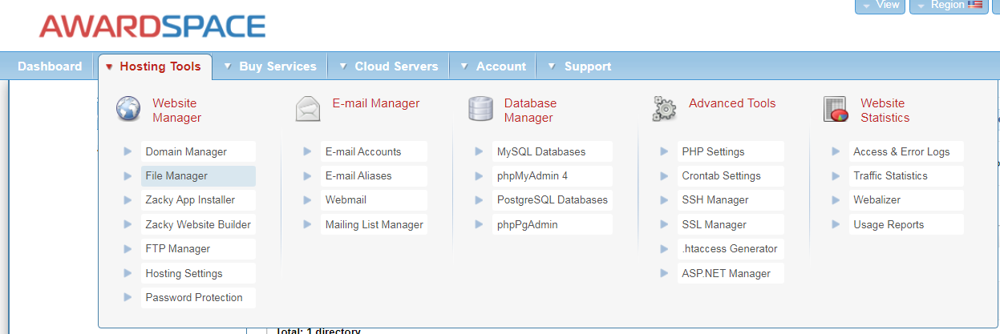 View
Region
AWARDSPACE
Dashboard
Hosting Tools
Buy Services
Cloud Servers
Account
Support
Website
Manager
Domain Manager
File Manager
Zacky App Installer
Zacky Website Builder
FTP Manager
Hosting Settings
Password Protection
E-mail Manager
E-mail Accounts
E-mail Aliases
Webmail
Mailing List Manager
Database
Manager
MySQL Databases
phpMyAdmin 4
PostgreSQL Databases
phpPgAdmin
Advanced Tools
PHP Settings
Crontab Settings
SSH Manager
SSL Manager
.htaccess Generator
ASP.NET Manager
Website
Statistics
Access & Error Logs
Traffic Statistics
Webalizer
Usage Reports
Total: 1 directory